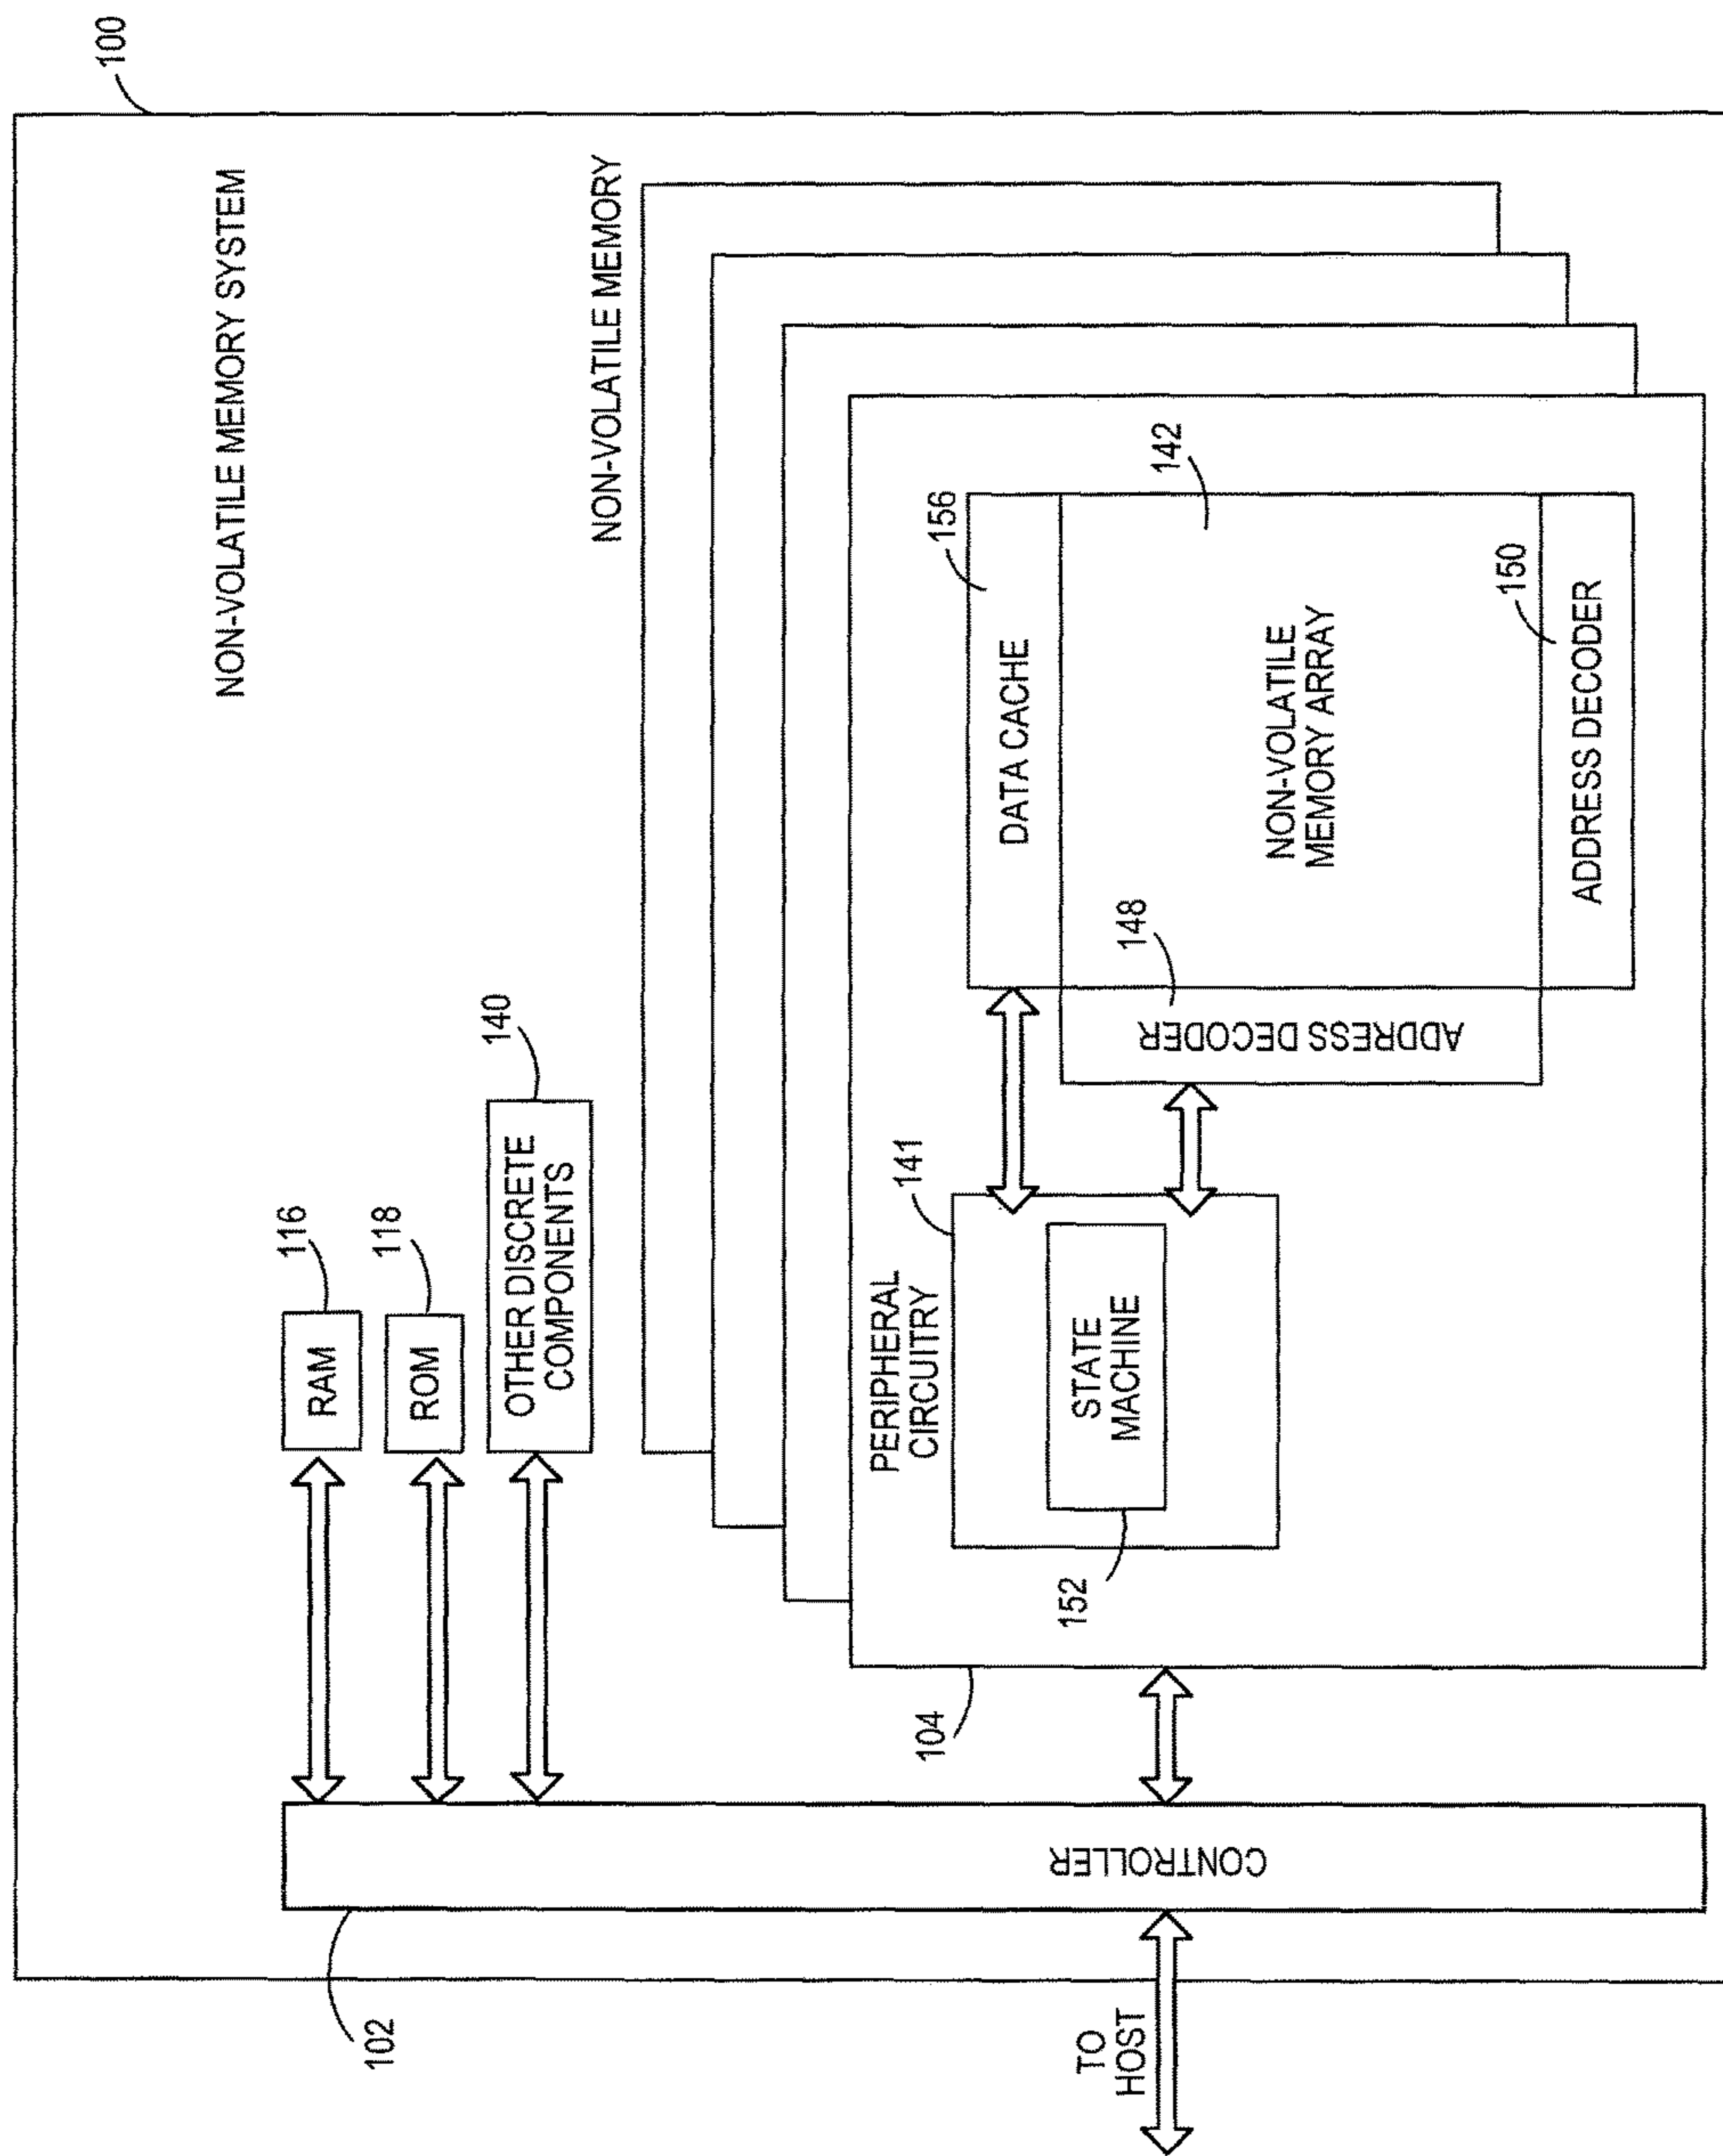 100
NON-VOLATILE MEMORY SYSTEM
116
RAM
118
ROM
140
OTHER DISCRETE
COMPONENTS
NON-VOLATILE MEMORY
102
CONTROLLER
TO
HOST
104
PERIPHERAL
CIRCUITRY
141
STATE
MACHINE
152
156
DATA CACHE
148
ADDRESS DECODER
142
NON-VOLATILE
MEMORY ARRAY
150
ADDRESS DECODER